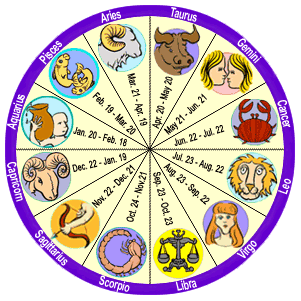 Aries
Taurus
Gemini
Cancer
Leo
Virgo
Libra
Scorpio
Sagittarius
Capricorn
Aquarius
Pisces
Mar. 21 - Apr. 19
Apr. 20 - May 20
May 21 - Jun. 21
Jun. 22 - Jul. 22
Jul. 23 - Aug. 22
Aug. 23 - Sep. 22
Sep. 23 - Oct. 23
Oct. 24 - Nov.21
Nov. 22 - Dec. 21
Dec. 22 - Jan. 19
Jan. 20 - Feb. 18
Feb. 19 - Mar. 20